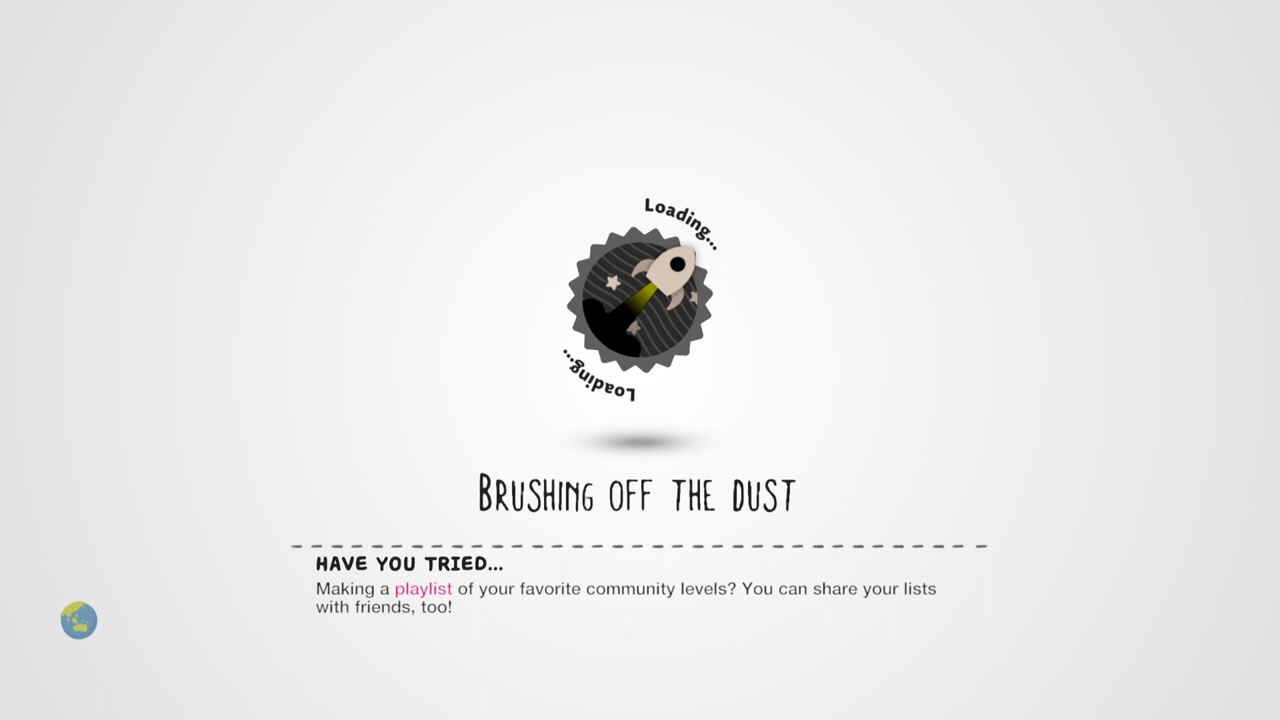 Loading...
Loading...
Brushing off the dust
HAVE YOU TRIED...
Making a playlist of your favorite community levels? You can share your lists
with friends, too!